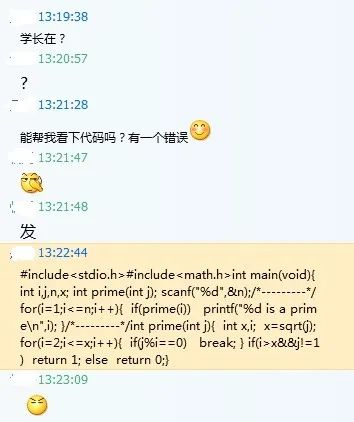 13:19:38
学长在？
13:20:57
？
13:21:28
能帮我看下代码吗？有一个错误
13:21:47
13:21:48
发
13:22:44
#include<stdio.h>#include<math.h>int main(void){
int i,j,n,x; int prime(int j); scanf("%d",&n);/*---------*/
for(i=1;i<=n;i++){ if(prime(i)) printf("%d is a prim
e\n",i); }/*---------*/int prime(int j){ int x,i; x=sqrt(j);
for(i=2;i<=x;i++){ if(j%i==0) break; } if(i>x&&j!=1
) return 1; else return 0;}
13:23:09